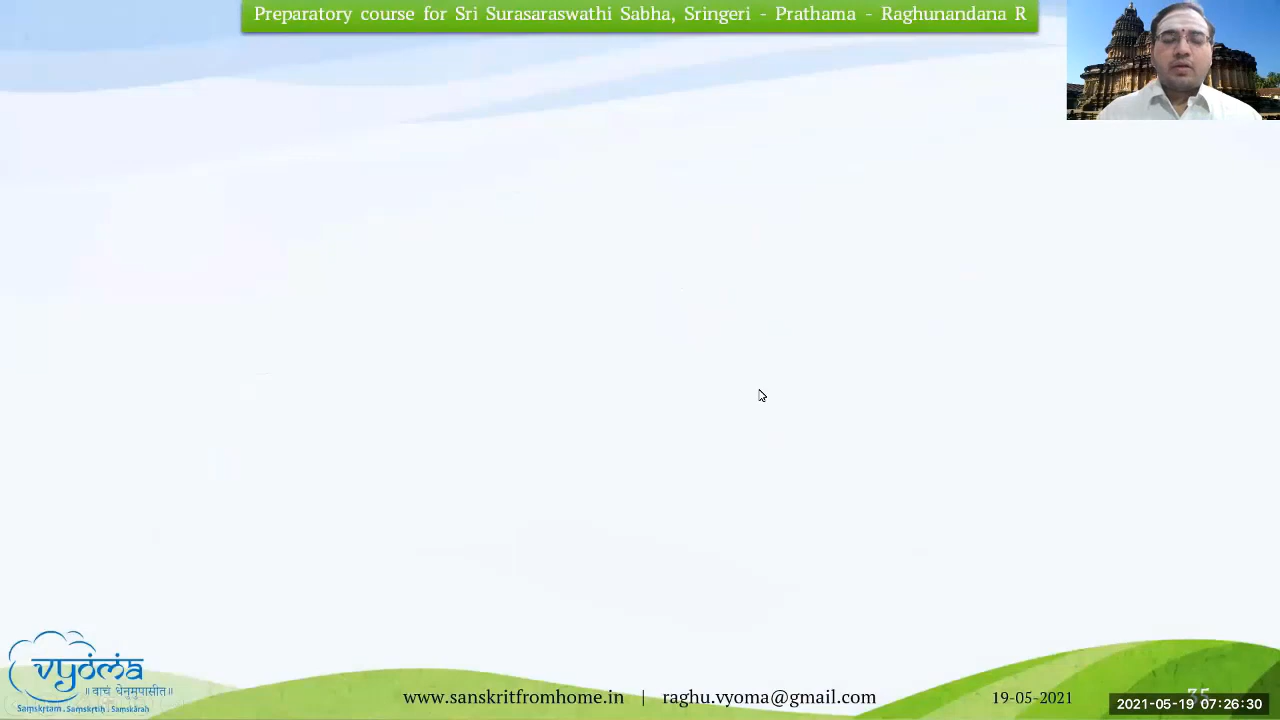 Preparatory course for Sri Surasaraswathi Sabha, Sringeri - Prathama - Raghunandana R
vyoma
॥ वाचं धेनुमुपासीत॥
Samskrtam . Samskrtih . Samskarah
www.sanskritfromhome.in | raghu.vyoma@gmail.com
19-05-2021
35
2021-05-19 07:26:30